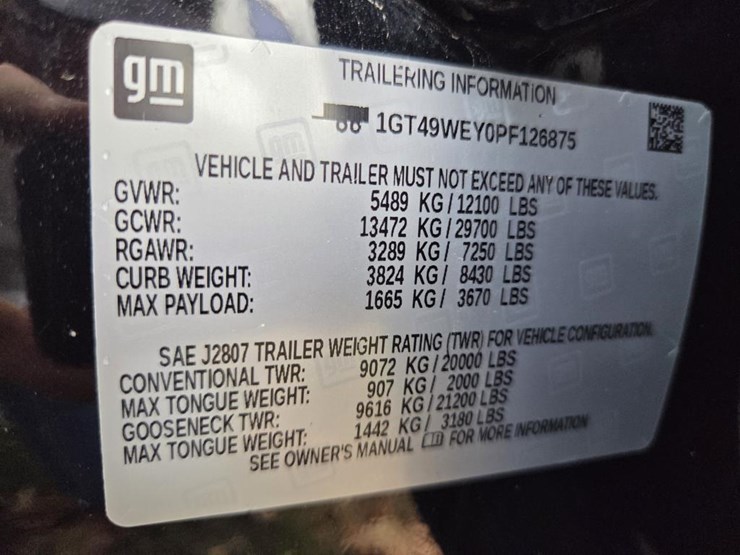 gm
TRAILERING INFORMATION
1GT49WEY0PF126875
VEHICLE AND TRAILER MUST NOT EXCEED ANY OF THESE VALUES.
GVWR: 5489 KG / 12100 LBS
GCWR: 13472 KG / 29700 LBS
RGAWR: 3289 KG / 7250 LBS
CURB WEIGHT: 3824 KG / 8430 LBS
MAX PAYLOAD: 1665 KG / 3670 LBS
SAE J2807 TRAILER WEIGHT RATING (TWR) FOR VEHICLE CONFIGURATION.
CONVENTIONAL TWR: 9072 KG / 20000 LBS
MAX TONGUE WEIGHT: 907 KG / 2000 LBS
GOOSENECK TWR: 9616 KG / 21200 LBS
MAX TONGUE WEIGHT: 1442 KG / 3180 LBS
SEE OWNER'S MANUAL FOR MORE INFORMATION